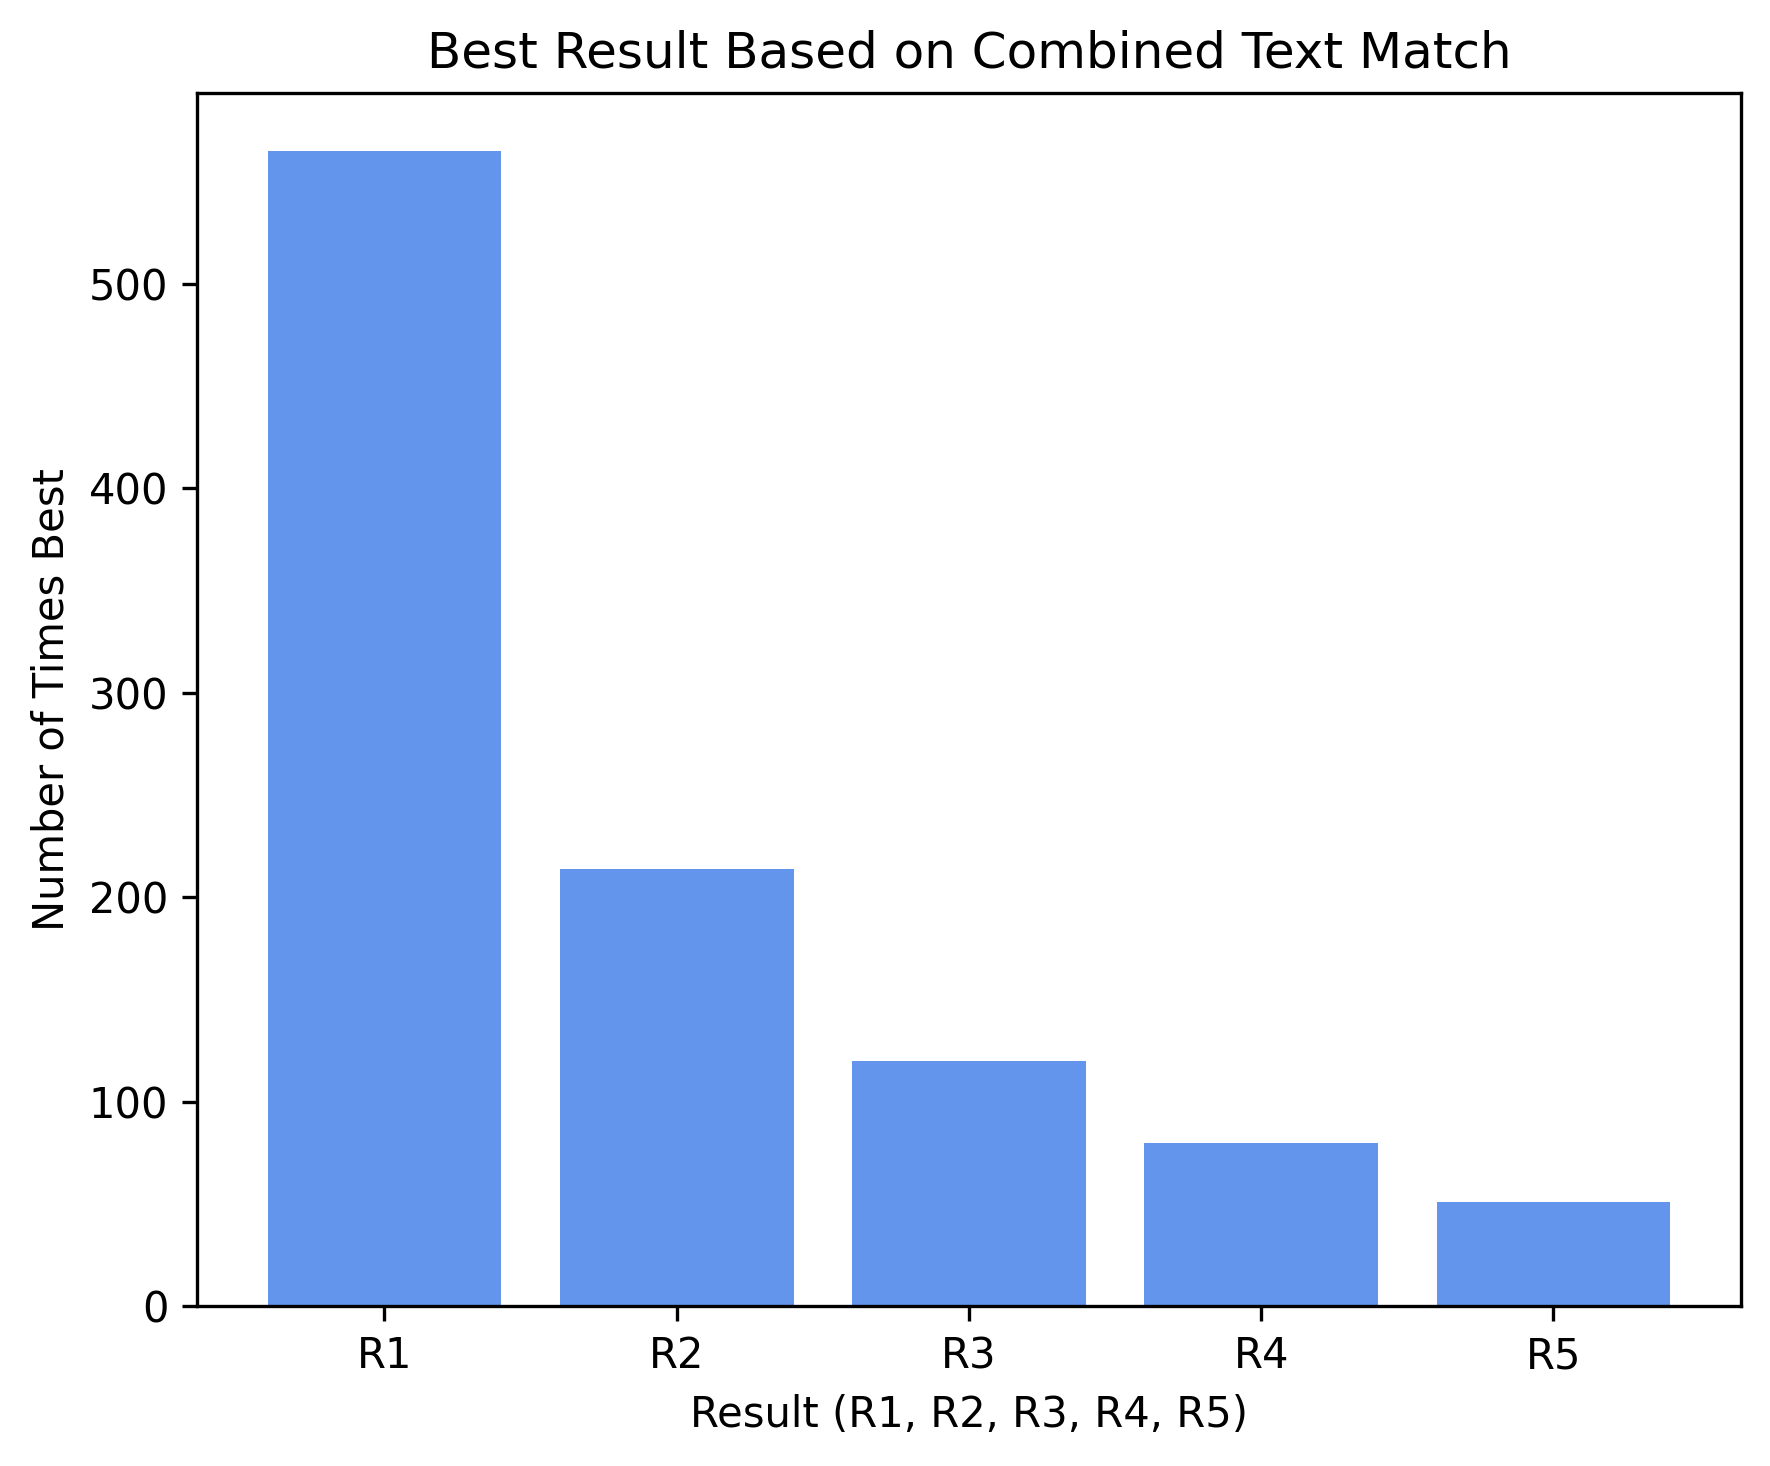 Best Result Based on Combined Text Match
Number of Times Best
500
400
300
200
100
0
R1 R2 R3 R4 R5
Result (R1, R2, R3, R4, R5)